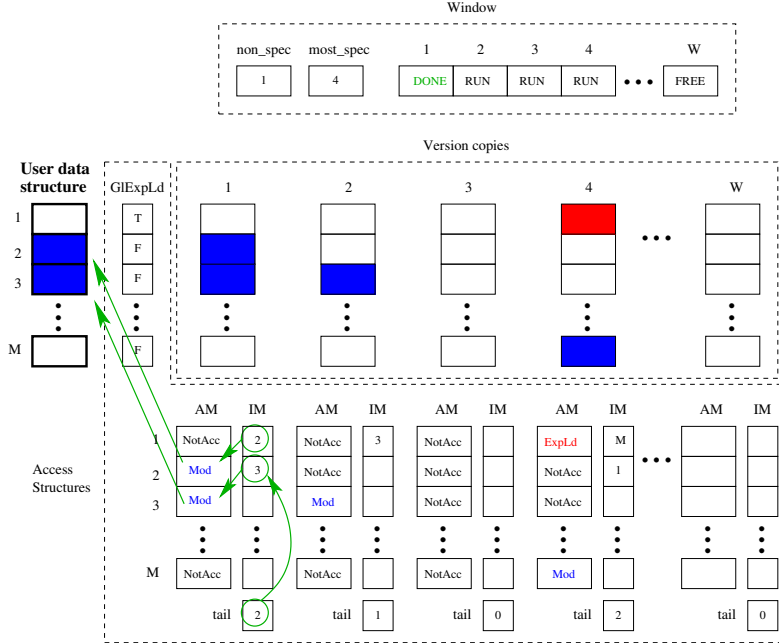 Window
non_spec most_spec 1 2 3 4 W
1 4 DONE RUN RUN RUN ••• FREE
Version copies
User data
structure
GlExpLd 1 2 3 4 W
1 T
2 F •••
3 F
M F
AM IM AM IM AM IM AM IM AM IM
1 NotAcc 2 NotAcc 3 NotAcc ExpLd M
Access
Structures
2 Mod 3 NotAcc NotAcc NotAcc 1 •••
3 Mod Mod NotAcc NotAcc
M NotAcc NotAcc NotAcc Mod
tail 2 tail 1 tail 0 tail 2 tail 0